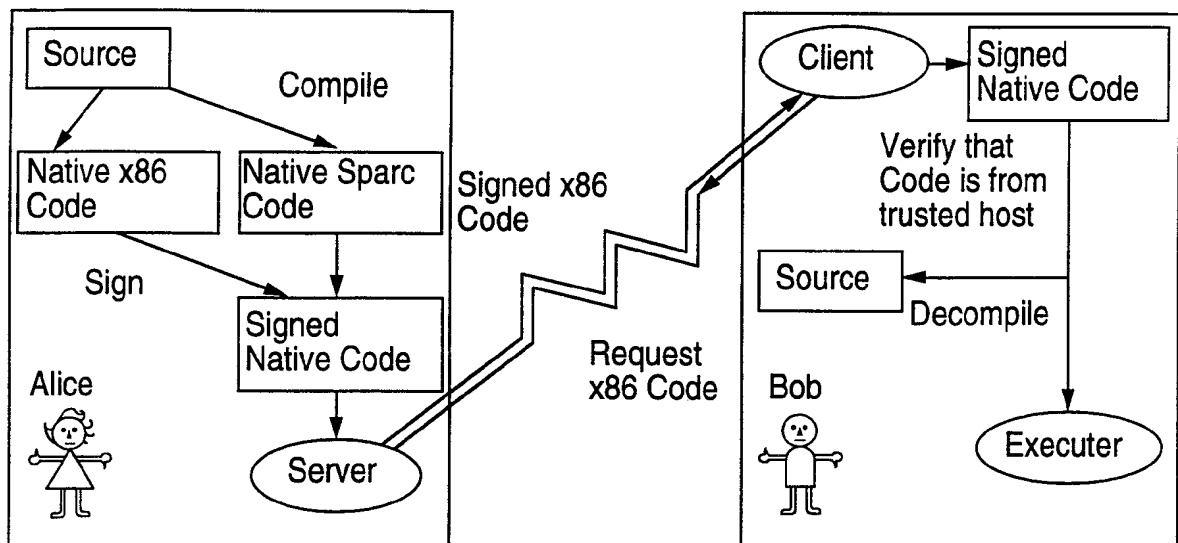 Source
Compile
Native x86
Code
Native Sparc
Code
Sign
Signed
Native Code
Alice
Server
Signed x86
Code
Request
x86 Code
Client
Signed
Native Code
Verify that
Code is from
trusted host
Source
Decompile
Bob
Executer